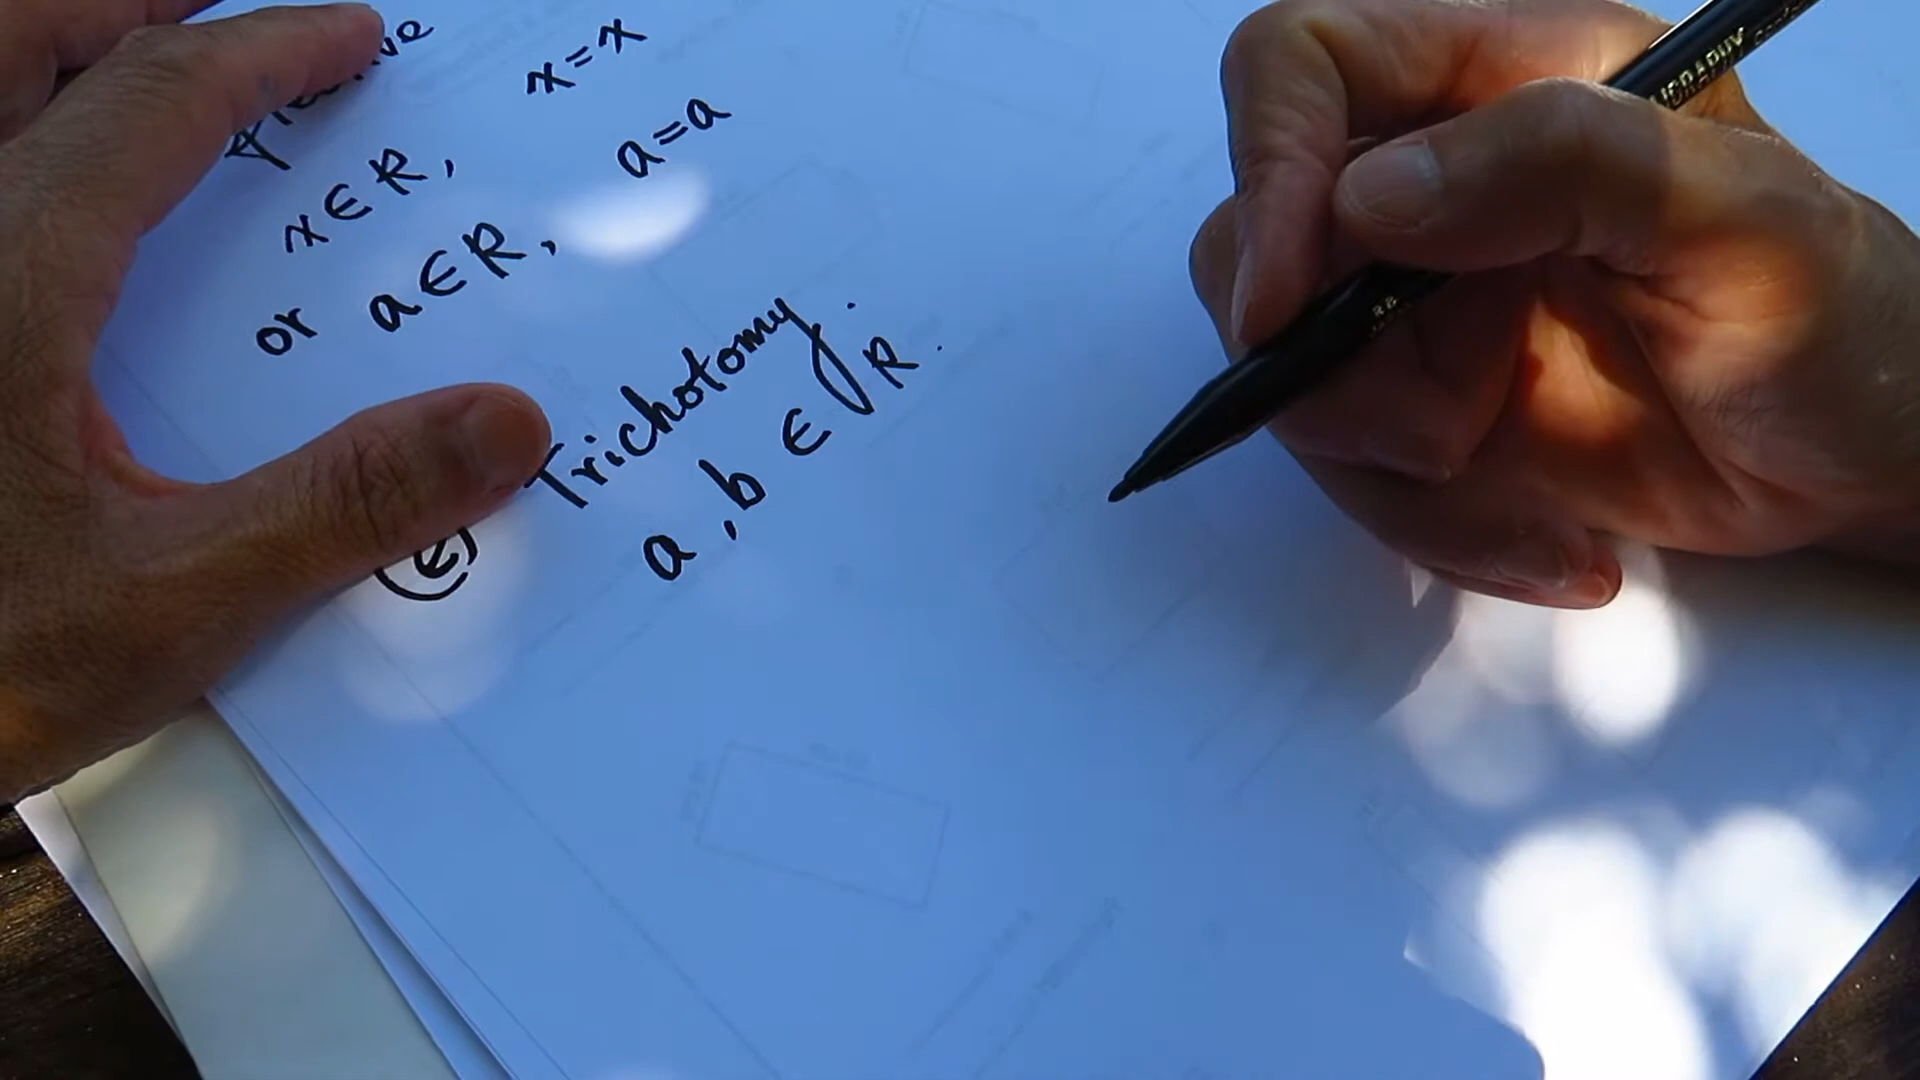 x ∈ R, x = x
or a ∈ R, a = a
Trichotomy.
a, b ∈ R.